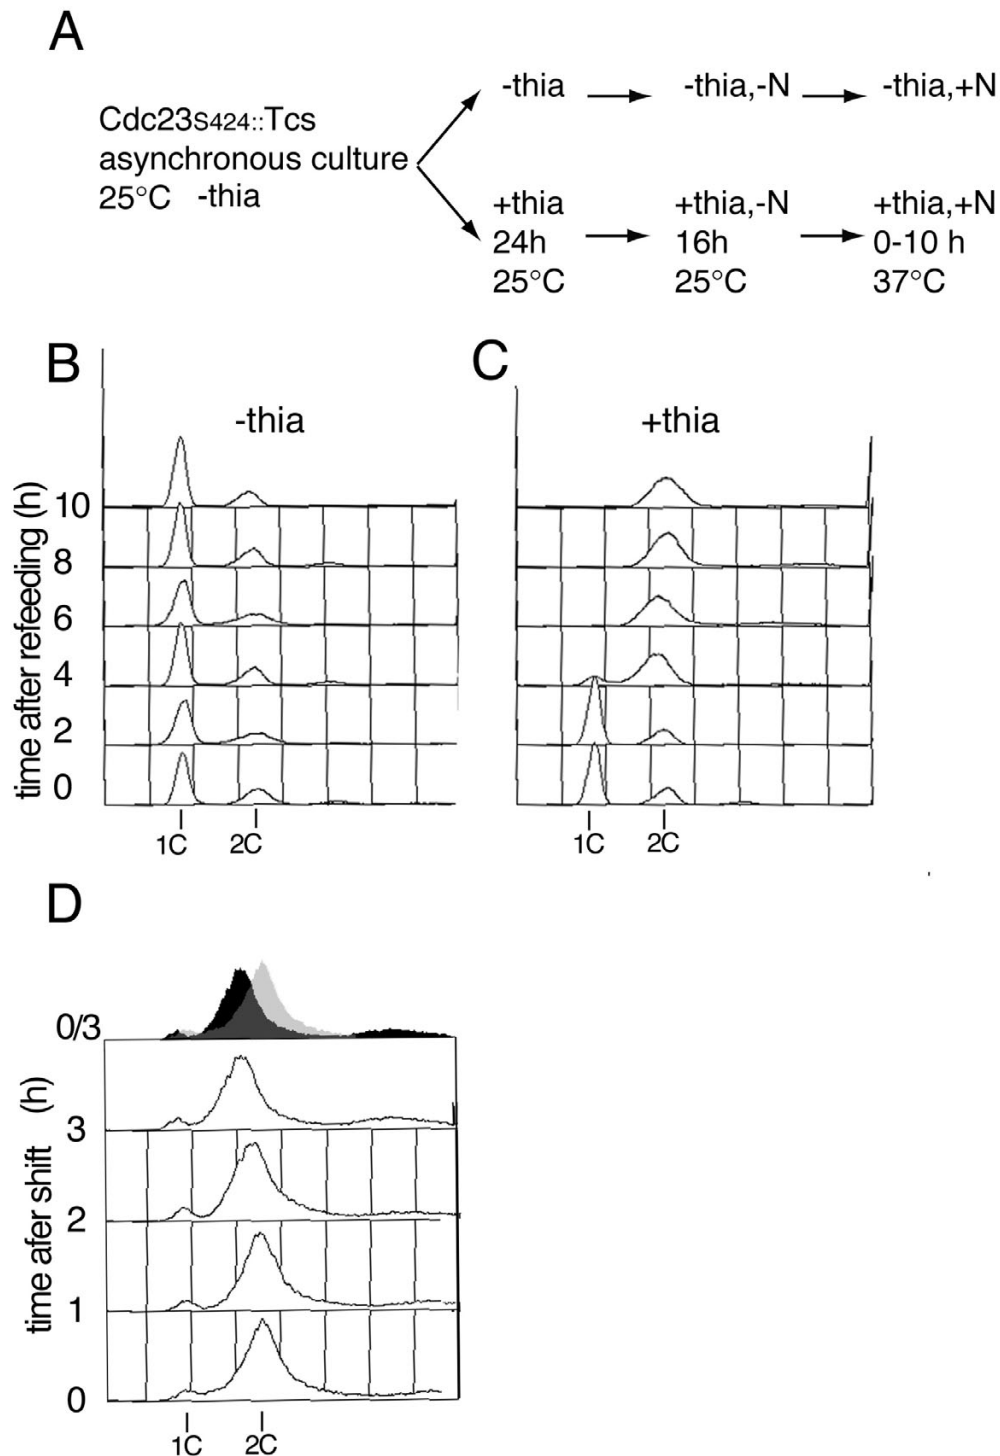 A
Cdc23S424::Tcs
asynchronous culture
25°C -thia
-thia
-thia,-N
-thia,+N
+thia
24h
25°C
+thia,-N
16h
25°C
+thia,+N
0-10 h
37°C
B
-thia
time after refeeding (h)
10
8
6
4
2
0
1C 2C
C
+thia
1C 2C
D
time afer shift (h)
0/3
3
2
1
0
1C 2C